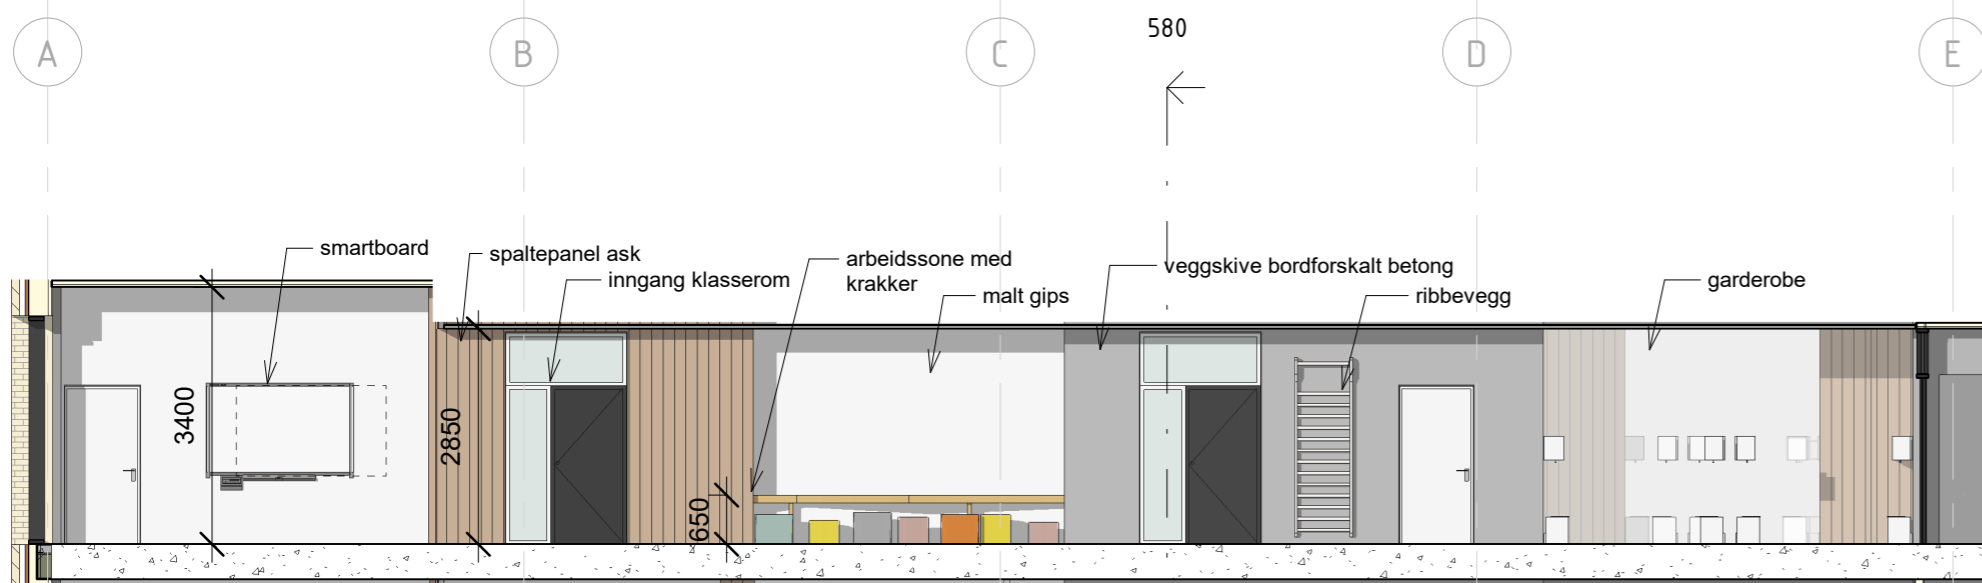 A
B
C
580
D
E
smartboard
spaltepanel ask
inngang klasserom
arbeidssone med
krakker
malt gips
veggskive bordforskalt betong
ribbevegg
garderobe
3400
2850
650